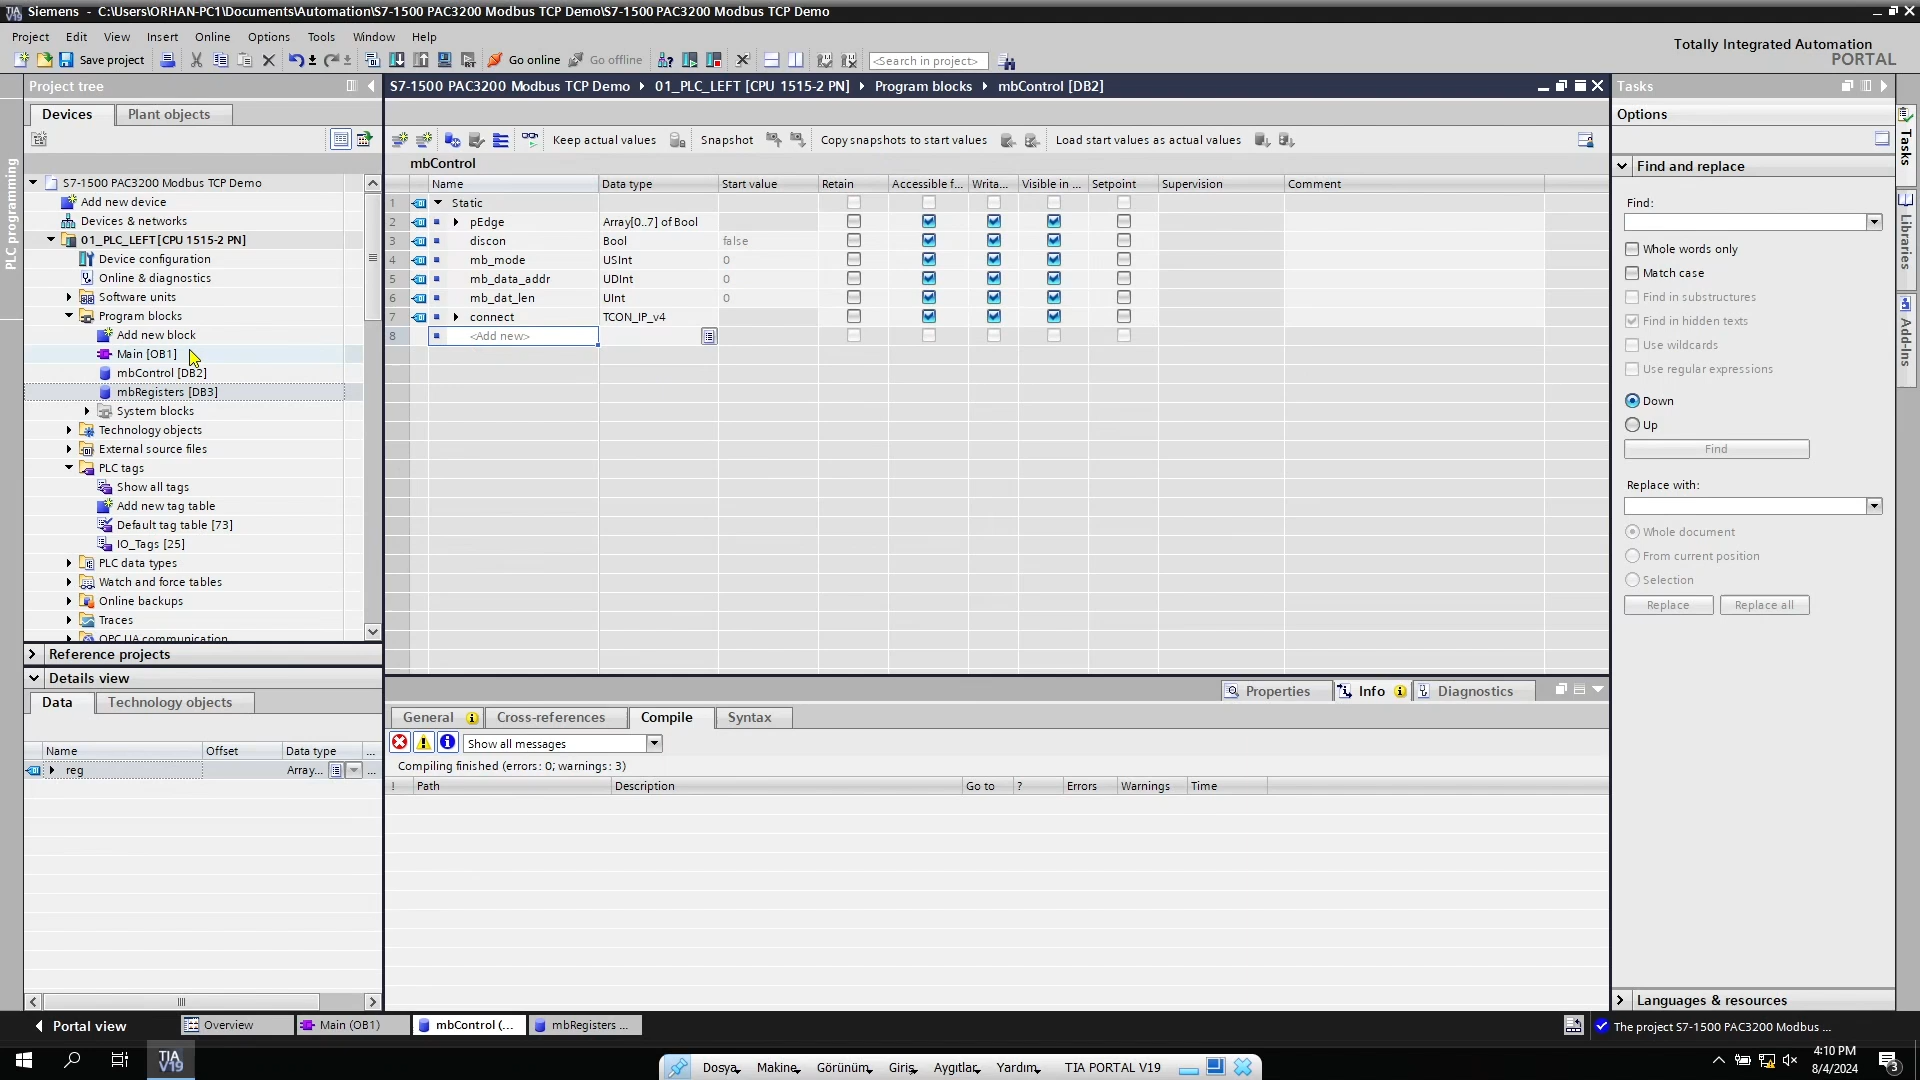 TIA V19 Siemens - C:\Users\ORHAN-PC1\Documents\Automation\S7-1500 PAC3200 Modbus TCP Demo\S7-1500 PAC3200 Modbus TCP Demo
Project Edit View Insert Online Options Tools Window Help
Totally Integrated Automation
PORTAL
Save project Go online Go offline <Search in project>
Project tree
S7-1500 PAC3200 Modbus TCP Demo 01_PLC_LEFT [CPU 1515-2 PN] Program blocks mbControl [DB2]
Tasks
Devices Plant objects
Options
Keep actual values Snapshot Copy snapshots to start values Load start values as actual values
mbControl
Name Data type Start value Retain Accessible f... Writa... Visible in ... Setpoint Supervision Comment
1 Static
2 pEdge Array[0..7] of Bool
3 discon Bool false
4 mb_mode USInt 0
5 mb_data_addr UDInt 0
6 mb_dat_len UInt 0
7 connect TCON_IP_v4
8 <Add new>
S7-1500 PAC3200 Modbus TCP Demo
Add new device
Devices & networks
01_PLC_LEFT [CPU 1515-2 PN]
Device configuration
Online & diagnostics
Software units
Program blocks
Add new block
Main [OB1]
mbControl [DB2]
mbRegisters [DB3]
System blocks
Technology objects
External source files
PLC tags
Show all tags
Add new tag table
Default tag table [73]
IO_Tags [25]
PLC data types
Watch and force tables
Online backups
Traces
OPC UA communication
PLC programming
Reference projects
Details view
Data Technology objects
Name Offset Data type ...
reg Array... ...
Find and replace
Find:
Whole words only
Match case
Find in substructures
Find in hidden texts
Use wildcards
Use regular expressions
Down
Up
Find
Replace with:
Whole document
From current position
Selection
Replace Replace all
Languages & resources
Tasks
Libraries
Add-Ins
Properties Info Diagnostics
General Cross-references Compile Syntax
Show all messages
Compiling finished (errors: 0; warnings: 3)
! Path Description Go to ? Errors Warnings Time
Portal view Overview Main (OB1) mbControl (... mbRegisters ...
The project S7-1500 PAC3200 Modbus ...
TIA V19
Dosya Makine Görünüm Giriş Aygıtlar Yardım TIA PORTAL V19
4:10 PM
8/4/2024
3